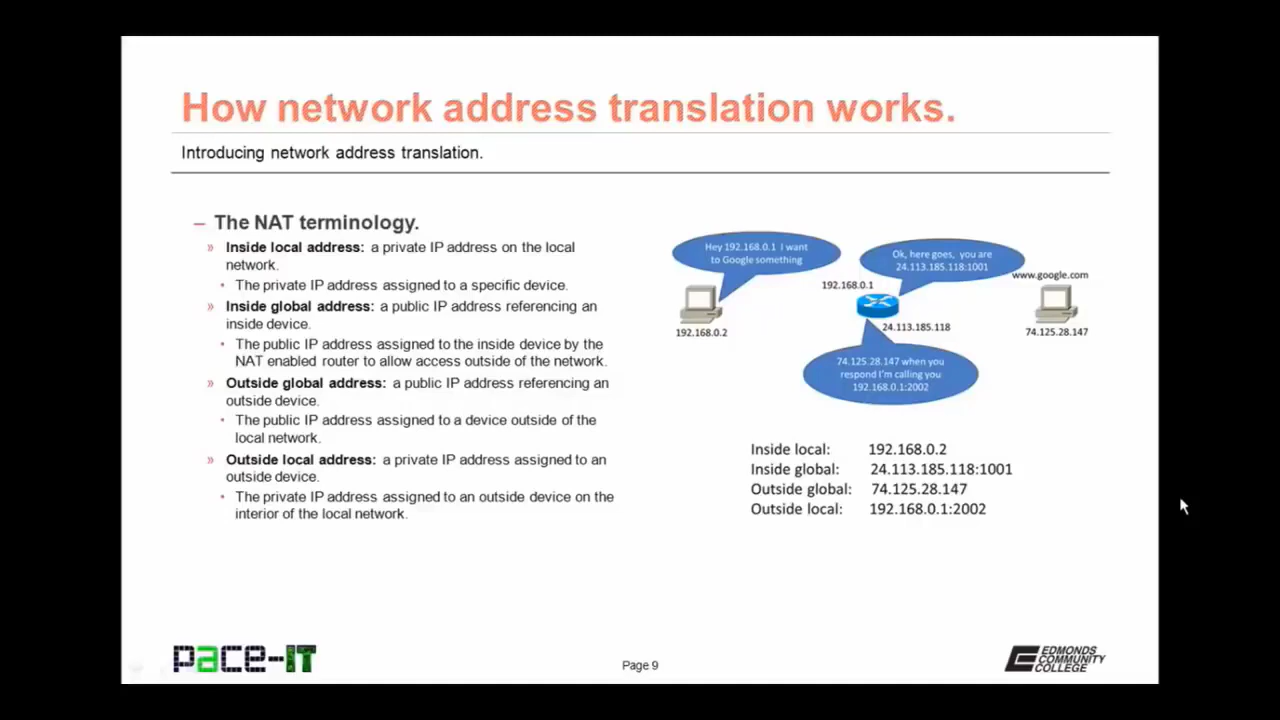 How network address translation works.
Introducing network address translation.
– The NAT terminology.
» Inside local address: a private IP address on the local
network.
• The private IP address assigned to a specific device.
» Inside global address: a public IP address referencing an
inside device.
• The public IP address assigned to the inside device by the
NAT enabled router to allow access outside of the network.
» Outside global address: a public IP address referencing an
outside device.
• The public IP address assigned to a device outside of the
local network.
» Outside local address: a private IP address assigned to an
outside device.
• The private IP address assigned to an outside device on the
interior of the local network.
Hey 192.168.0.1 I want
to Google something
Ok, here goes, you are
24.113.185.118:1001
www.google.com
192.168.0.1
192.168.0.2
24.113.185.118
74.125.28.147
74.125.28.147 when you
respond I'm calling you
192.168.0.1:2002
Inside local: 192.168.0.2
Inside global: 24.113.185.118:1001
Outside global: 74.125.28.147
Outside local: 192.168.0.1:2002
pace-IT
Page 9
EDMONDS
COMMUNITY
COLLEGE